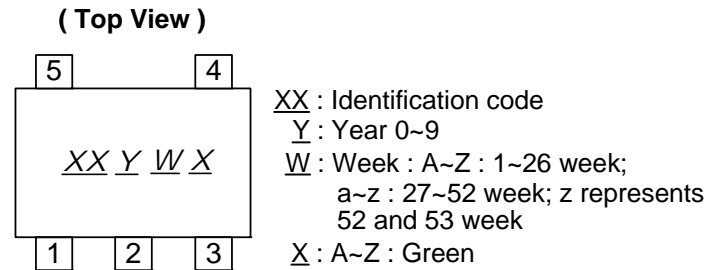 ( Top View )
5 4
XX Y W X
1 2 3
XX : Identification code
Y : Year 0~9
W : Week : A~Z : 1~26 week;
a~z : 27~52 week; z represents
52 and 53 week
X : A~Z : Green